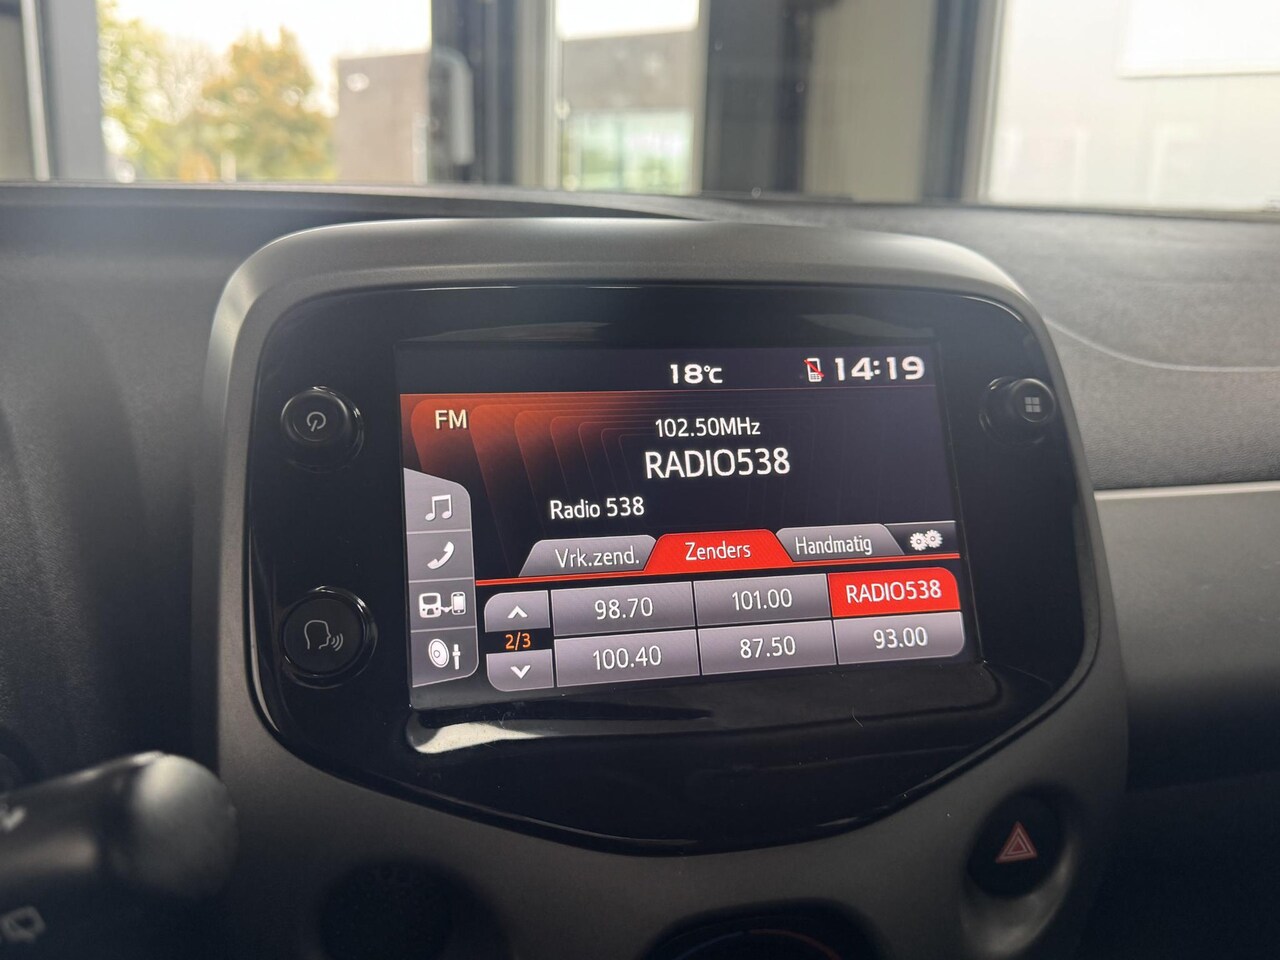 18°C 14:19
FM
102.50MHz
RADIO538
Radio 538
Vrk.zend. Zenders Handmatig
98.70 101.00 RADIO538
2/3
100.40 87.50 93.00